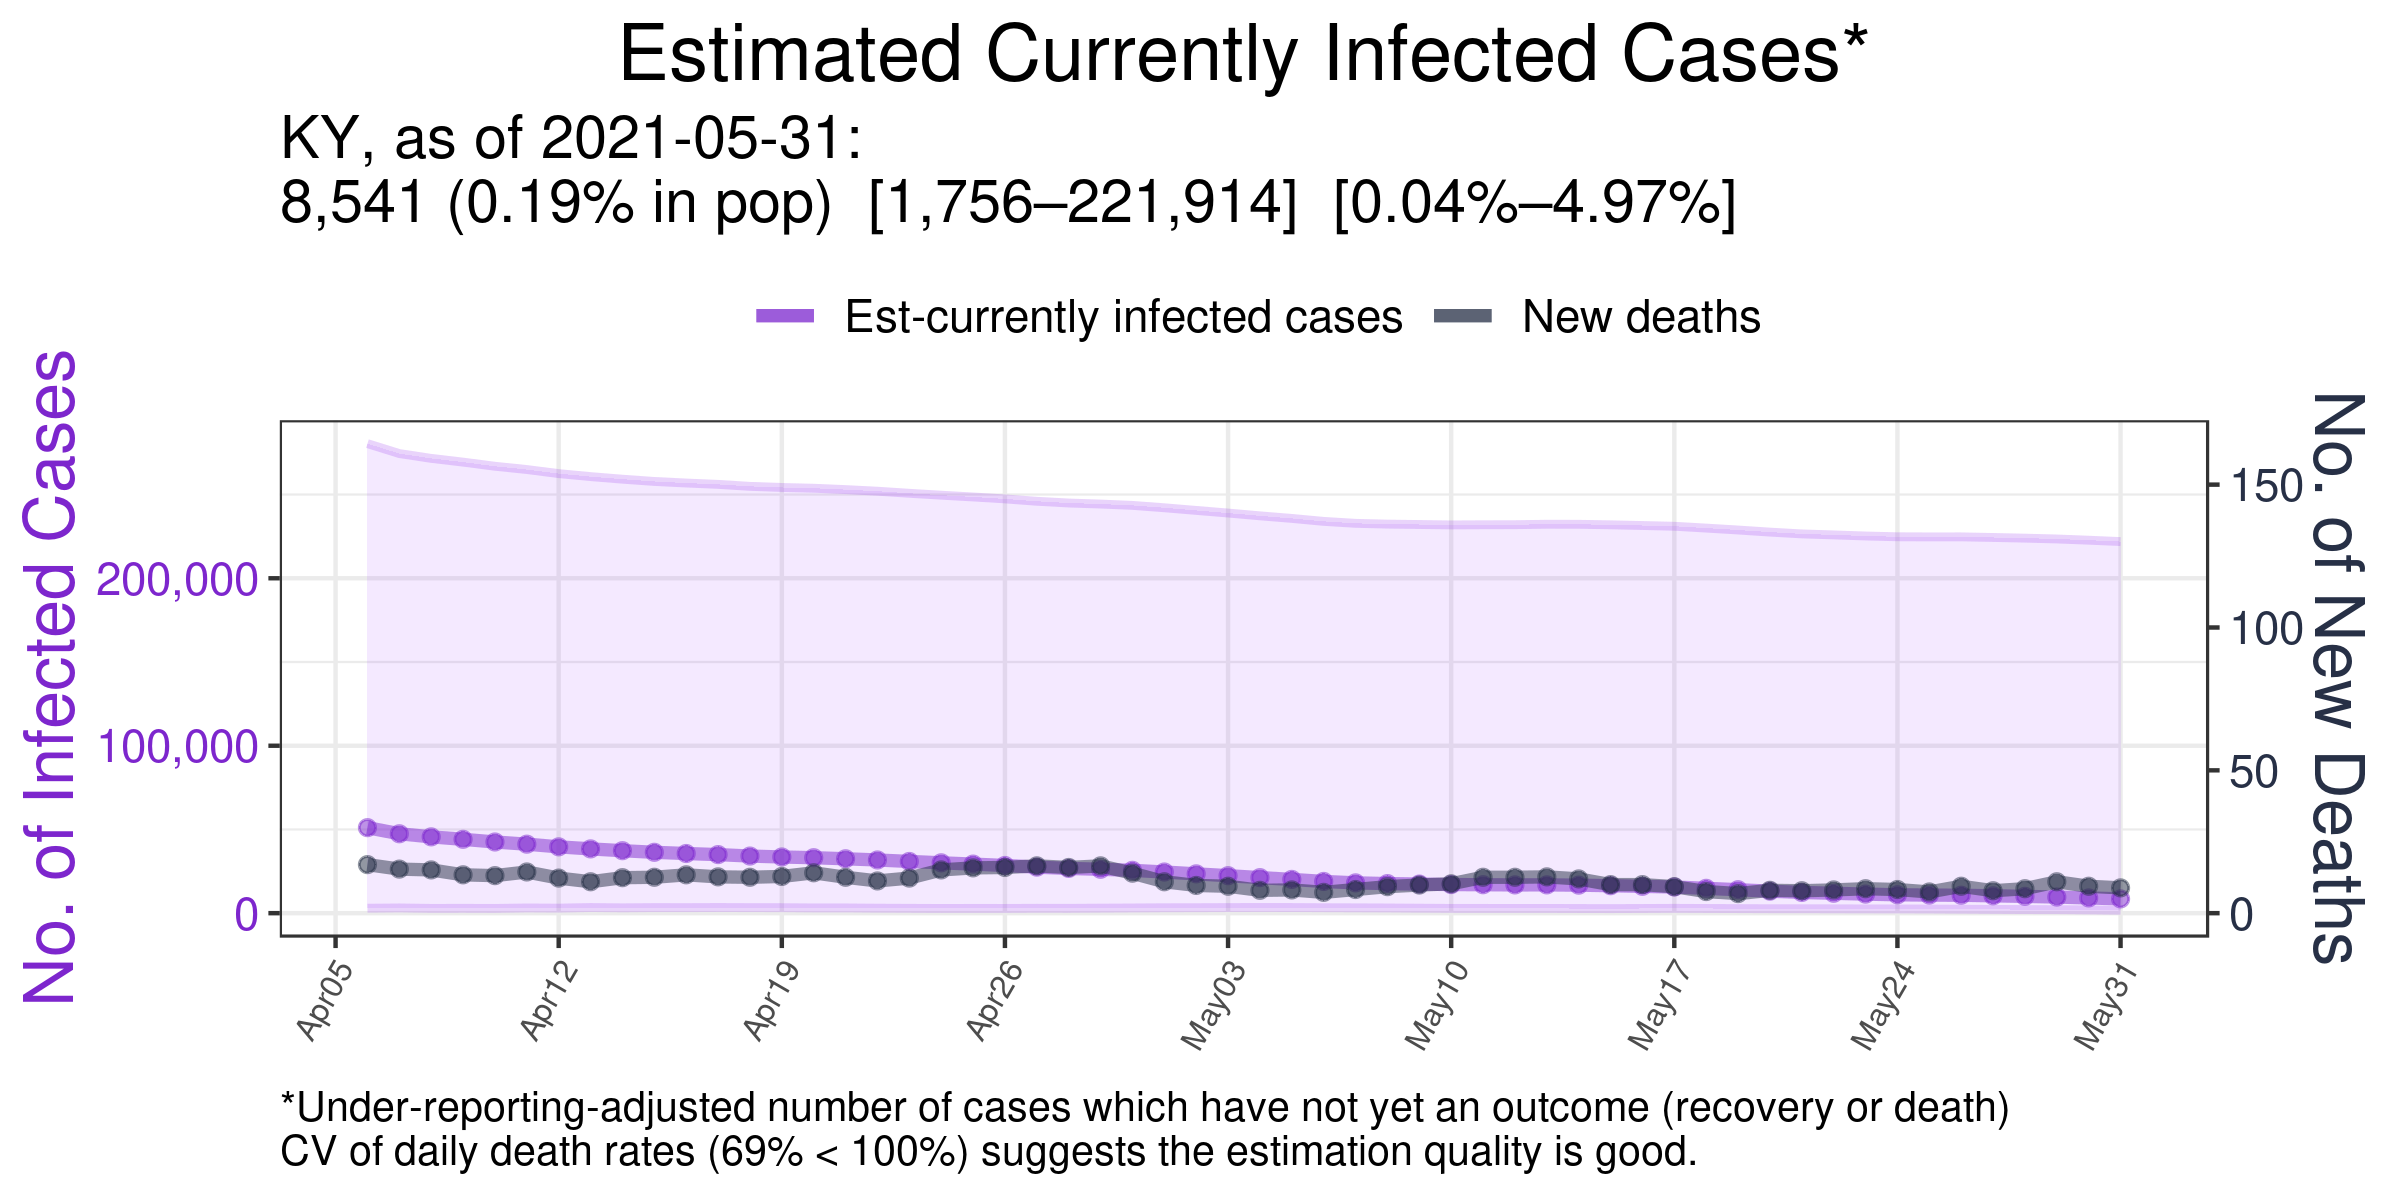 Estimated Currently Infected Cases*
KY, as of 2021-05-31:
8,541 (0.19% in pop)  [1,756–221,914]  [0.04%–4.97%]
Est-currently infected cases
New deaths
No. of Infected Cases
200,000
100,000
0
150
100
50
0
No. of New Deaths
Apr05
Apr12
Apr19
Apr26
May03
May10
May17
May24
May31
*Under-reporting-adjusted number of cases which have not yet an outcome (recovery or death)
CV of daily death rates (69% < 100%) suggests the estimation quality is good.